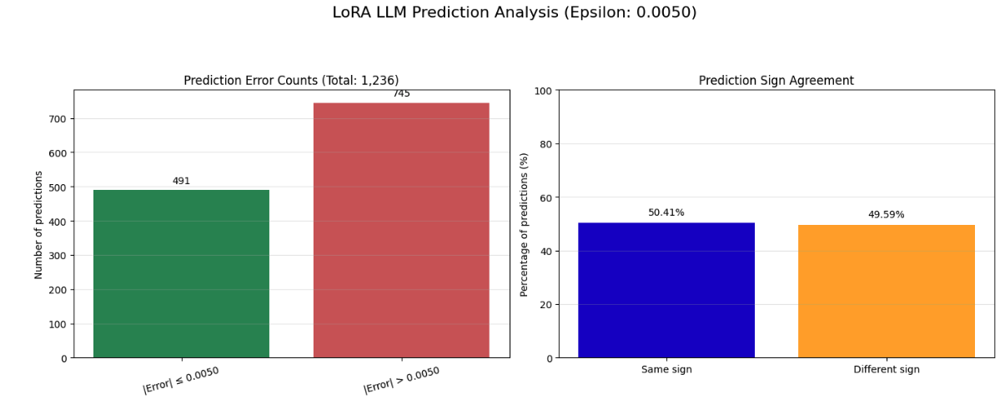 LoRA LLM Prediction Analysis (Epsilon: 0.0050)
Prediction Error Counts (Total: 1,236)
Number of predictions
700
600
500
400
300
200
100
0
491
745
|Error| ≤ 0.0050
|Error| > 0.0050
Prediction Sign Agreement
Percentage of predictions (%)
100
80
60
40
20
0
50.41%
49.59%
Same sign
Different sign